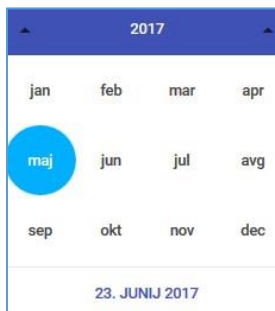 2017
jan feb mar apr
maj jun jul avg
sep okt nov dec
23. JUNIJ 2017